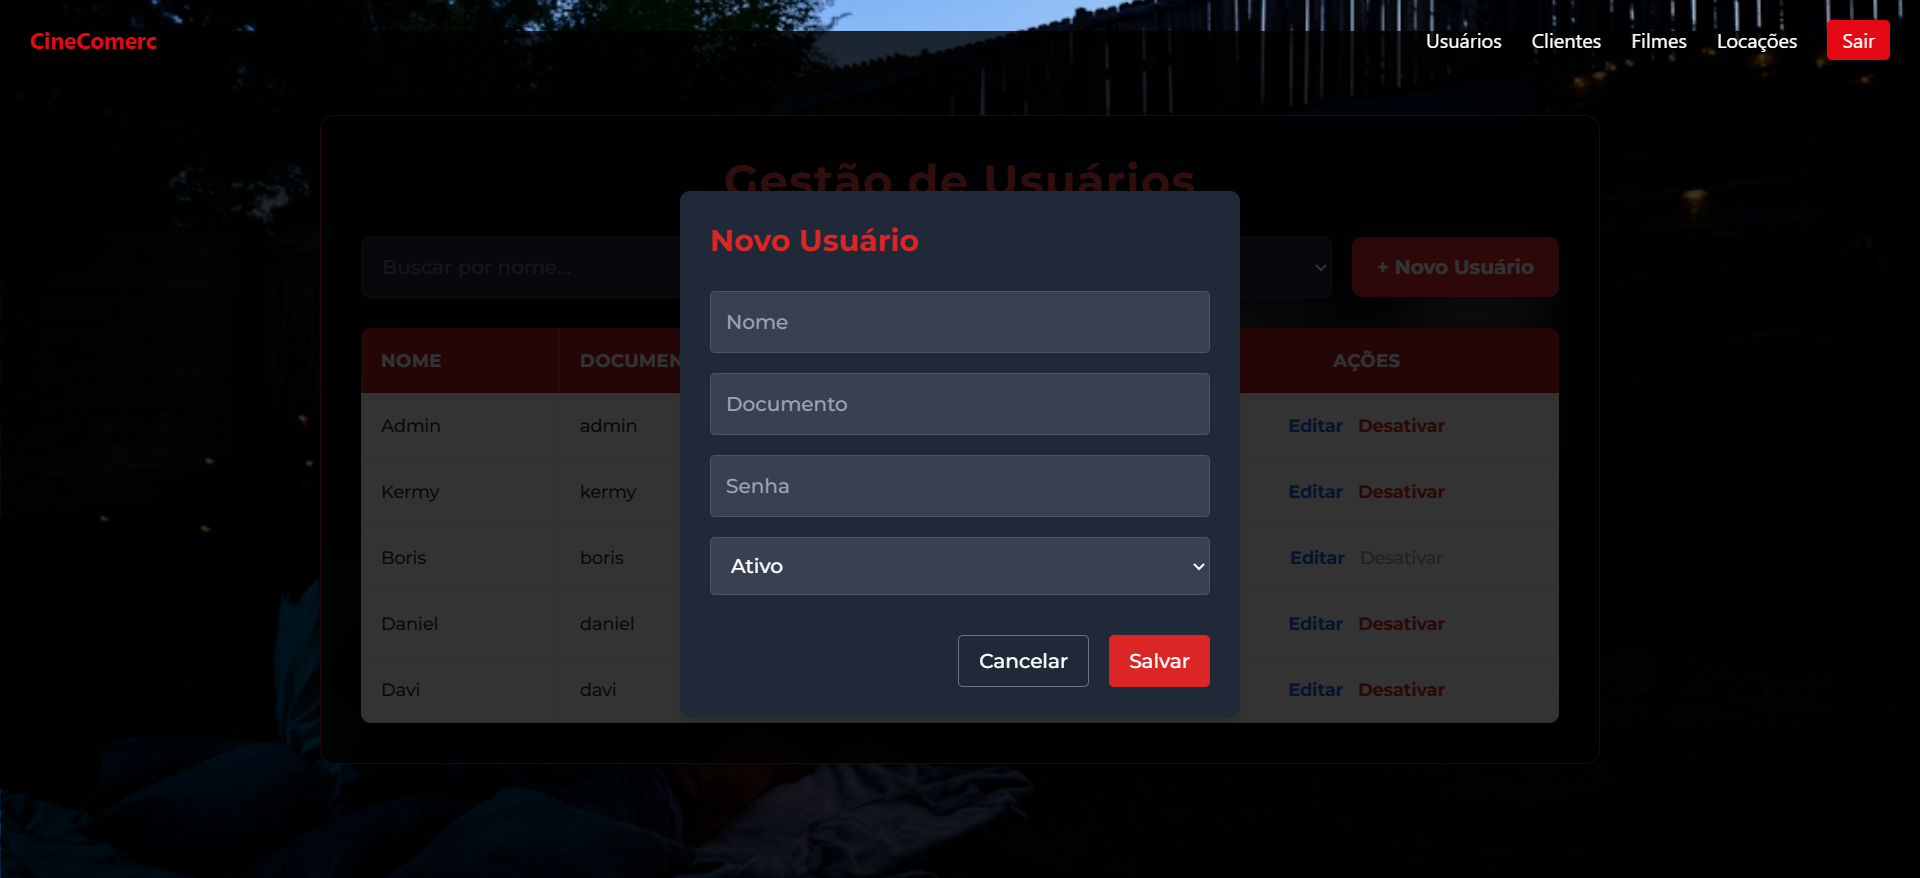 CineComerc
Usuários Clientes Filmes Locações Sair
Gestão de Usuários
Buscar por nome...
+ Novo Usuário
Novo Usuário
Nome
Documento
Senha
Ativo
Cancelar Salvar
NOME DOCUMEN AÇÕES
Admin admin Editar Desativar
Kermy kermy Editar Desativar
Boris boris Editar Desativar
Daniel daniel Editar Desativar
Davi davi Editar Desativar